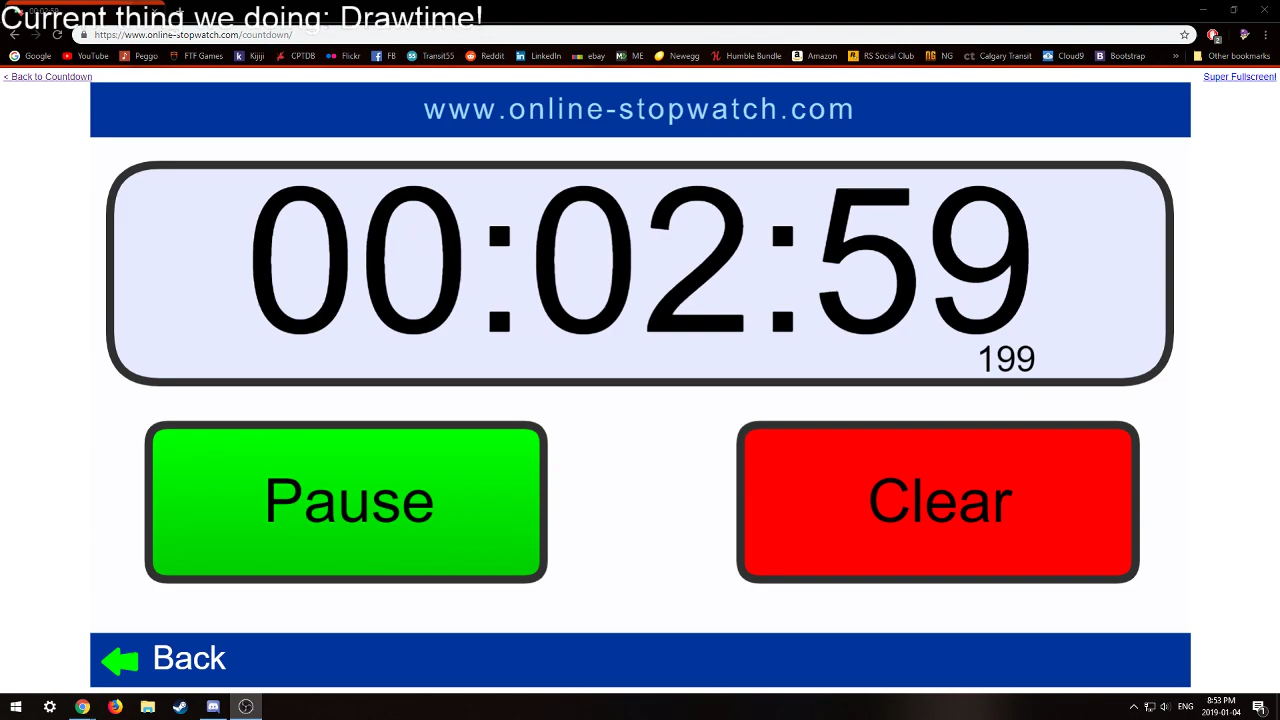 Current thing we doing: Drawtime!
https://www.online-stopwatch.com/countdown/
Google YouTube Peggo FTF Games Kijiji CPTDB Flickr FB Transit55 Reddit LinkedIn ebay ME Newegg Humble Bundle Amazon RS Social Club NG Calgary Transit Cloud9 Bootstrap » Other bookmarks
< Back to Countdown Super Fullscreen!
www.online-stopwatch.com
00:02:59
199
Pause Clear
Back
ENG 8:53 PM
2019-01-04